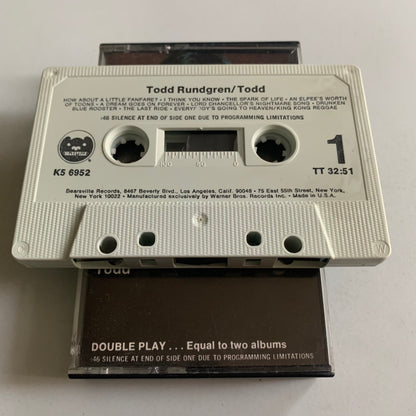 Todd Rundgren/Todd
HOW ABOUT A LITTLE FANFARE? • I THINK YOU KNOW • THE SPARK OF LIFE • AN ELPEE'S WORTH
OF TOONS • A DREAM GOES ON FOREVER • LORD CHANCELLOR'S NIGHTMARE SONG • DRUNKEN
BLUE ROOSTER • THE LAST RIDE • EVERYBODY'S GOING TO HEAVEN/KING KONG REGGAE
:46 SILENCE AT END OF SIDE ONE DUE TO PROGRAMMING LIMITATIONS
BEARSVILLE
K5 6952
100 50 0
1
TT 32:51
Bearsville Records, 8467 Beverly Blvd., Los Angeles, Calif. 90048 • 75 East 55th Street, New York,
New York 10022 • Manufactured exclusively by Warner Bros. Records Inc. • Made in U.S.A.
Todd
DOUBLE PLAY . . . Equal to two albums
:46 SILENCE AT END OF SIDE ONE DUE TO PROGRAMMING LIMITATIONS